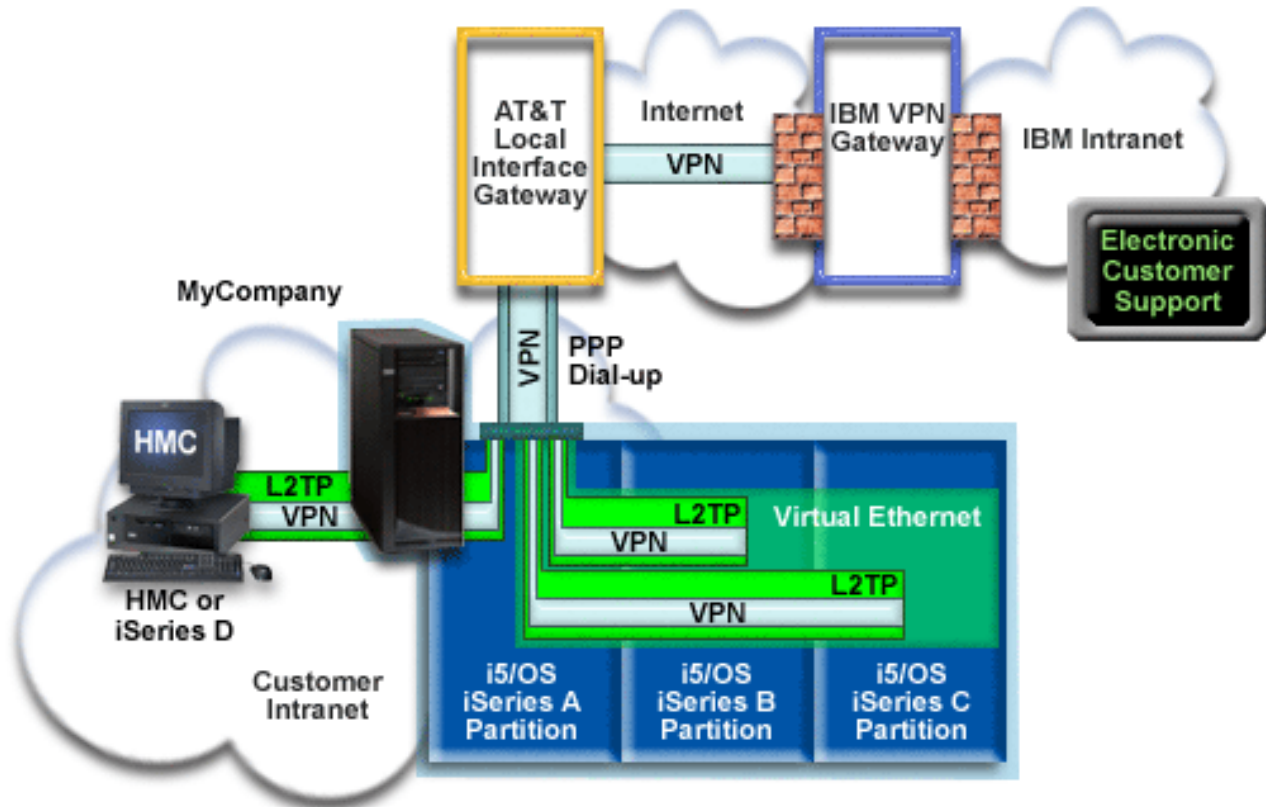 AT&T
Local
Interface
Gateway
Internet
VPN
IBM VPN
Gateway
IBM Intranet
Electronic
Customer
Support
MyCompany
VPN
PPP
Dial-up
HMC
L2TP
VPN
L2TP
VPN
Virtual Ethernet
L2TP
VPN
HMC or
iSeries D
Customer
Intranet
i5/OS
iSeries A
Partition
i5/OS
iSeries B
Partition
i5/OS
iSeries C
Partition